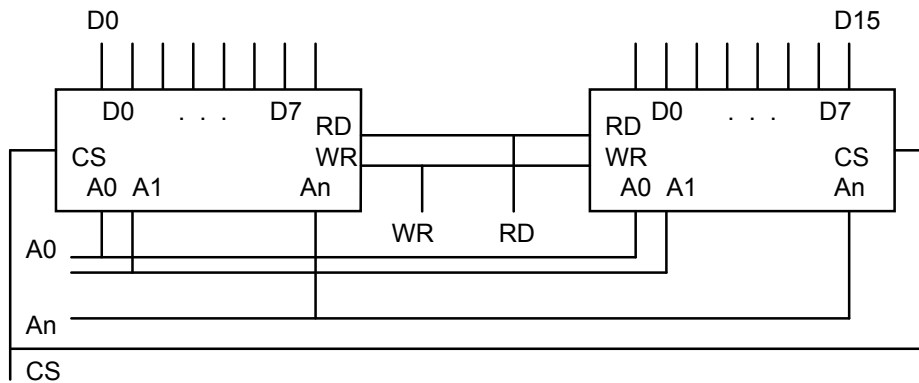 D0 D15
D0 . . . D7 D0 . . . D7
RD RD
CS WR WR CS
A0 A1 An A0 A1 An
WR RD
A0
An
CS